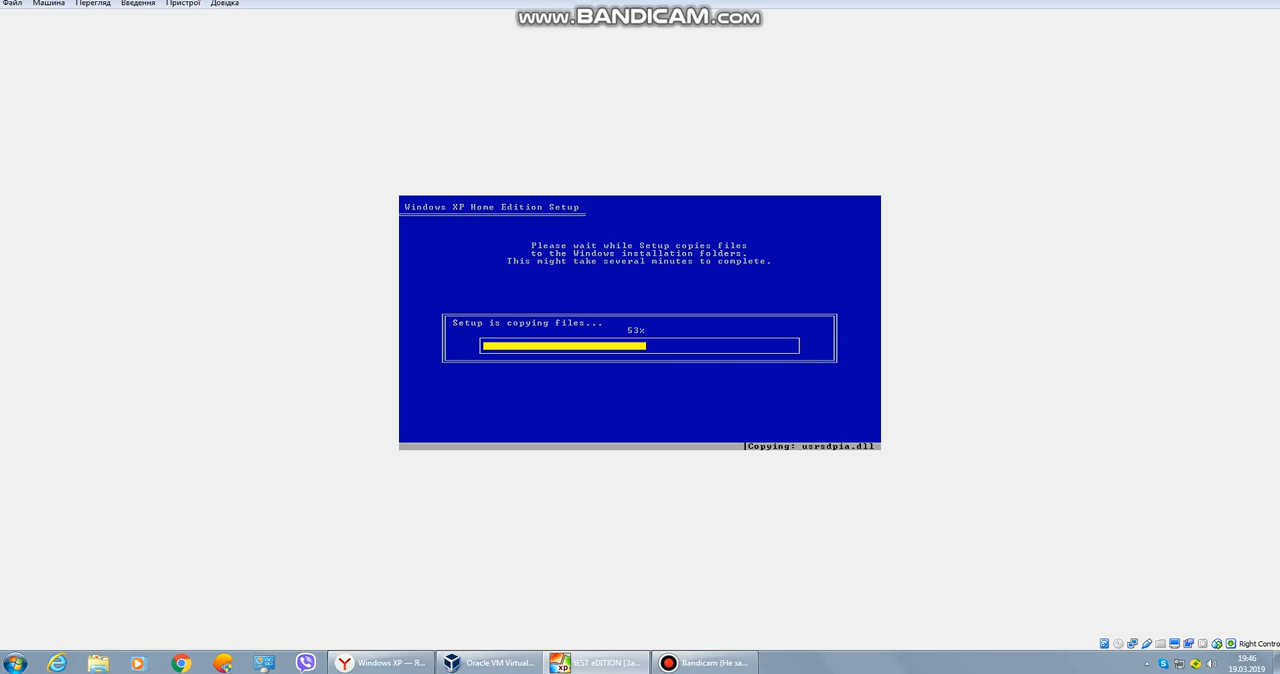 Файл Машина Перегляд Введення Пристрої Довідка
www.BANDICAM.com
Windows XP Home Edition Setup
Please wait while Setup copies files
to the Windows installation folders.
This might take several minutes to complete.
Setup is copying files...
53%
Copying: usrsdpia.dll
Right Contro
Windows XP — Я...
Oracle VM Virtual...
tEST eDITION [За...
Bandicam (Не за...
19:46
19.03.2019